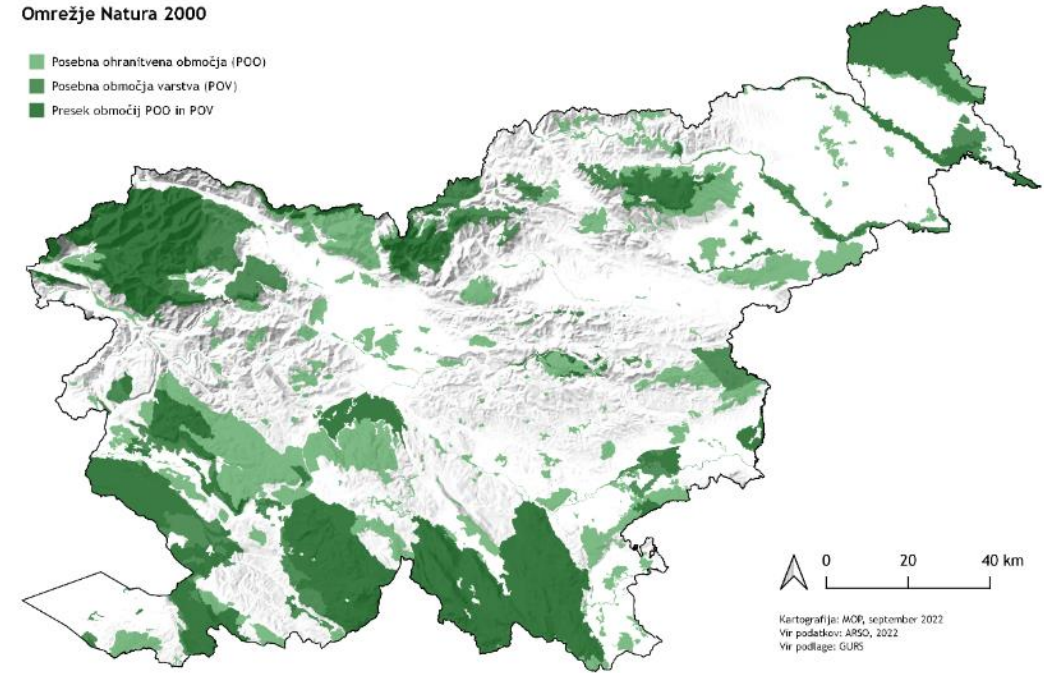 Omrežje Natura 2000
Posebna ohranitvena območja (POO)
Posebna območja varstva (POV)
Presek območij POO in POV
0 20 40 km
Kartografija: MOP, september 2022
Vir podatkov: ARSO, 2022
Vir podlage: GURS